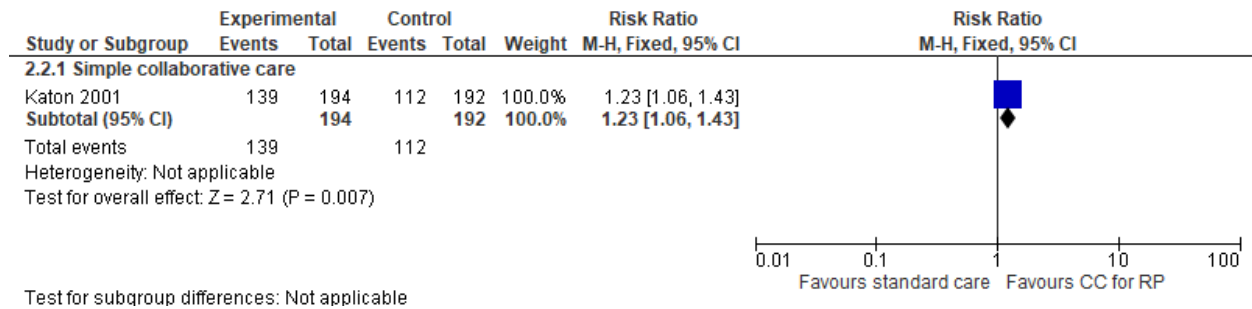 Experimental Control Risk Ratio Risk Ratio
Study or Subgroup Events Total Events Total Weight M-H, Fixed, 95% CI M-H, Fixed, 95% CI
2.2.1 Simple collaborative care
Katon 2001 139 194 112 192 100.0% 1.23 [1.06, 1.43]
Subtotal (95% CI) 194 192 100.0% 1.23 [1.06, 1.43]
Total events 139 112
Heterogeneity: Not applicable
Test for overall effect: Z = 2.71 (P = 0.007)
0.01 0.1 1 10 100
Favours standard care Favours CC for RP
Test for subgroup differences: Not applicable